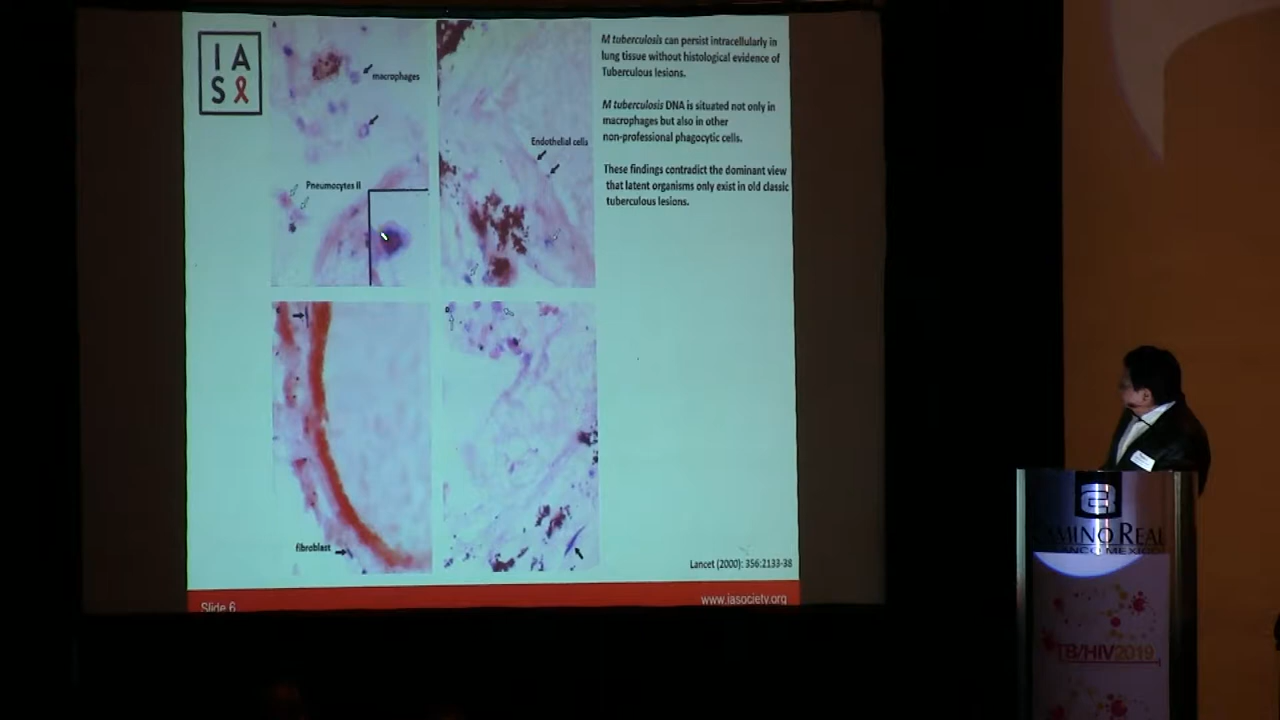 I A
S
macrophages
Pneumocytes II
Endothelial cells
fibroblast
M tuberculosis can persist intracellularly in
lung tissue without histological evidence of
Tuberculous lesions.
M tuberculosis DNA is situated not only in
macrophages but also in other
non-professional phagocytic cells.
These findings contradict the dominant view
that latent organisms only exist in old classic
tuberculous lesions.
Lancet (2000): 356:2133-38
Slide 6
www.iasociety.org
AMINO REAL
ANCO MEXICO
TB/HIV2019